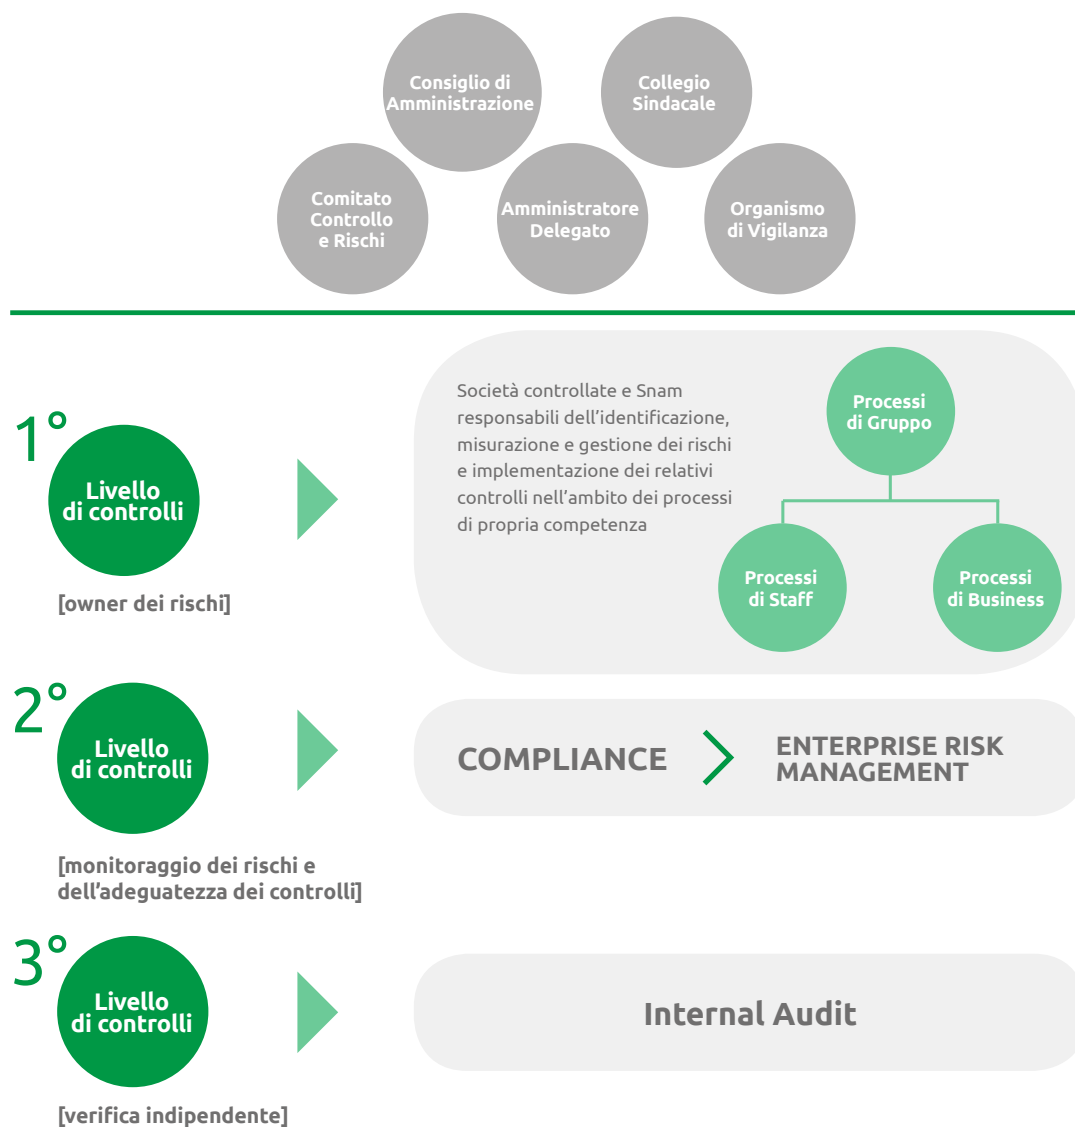 Consiglio di
Amministrazione
Collegio
Sindacale
Comitato
Controllo
e Rischi
Amministratore
Delegato
Organismo
di Vigilanza
1°
Livello
di controlli
[owner dei rischi]
Società controllate e Snam
responsabili dell’identificazione,
misurazione e gestione dei rischi
e implementazione dei relativi
controlli nell’ambito dei processi
di propria competenza
Processi
di Gruppo
Processi
di Staff
Processi
di Business
2°
Livello
di controlli
[monitoraggio dei rischi e
dell’adeguatezza dei controlli]
COMPLIANCE
ENTERPRISE RISK
MANAGEMENT
3°
Livello
di controlli
[verifica indipendente]
Internal Audit